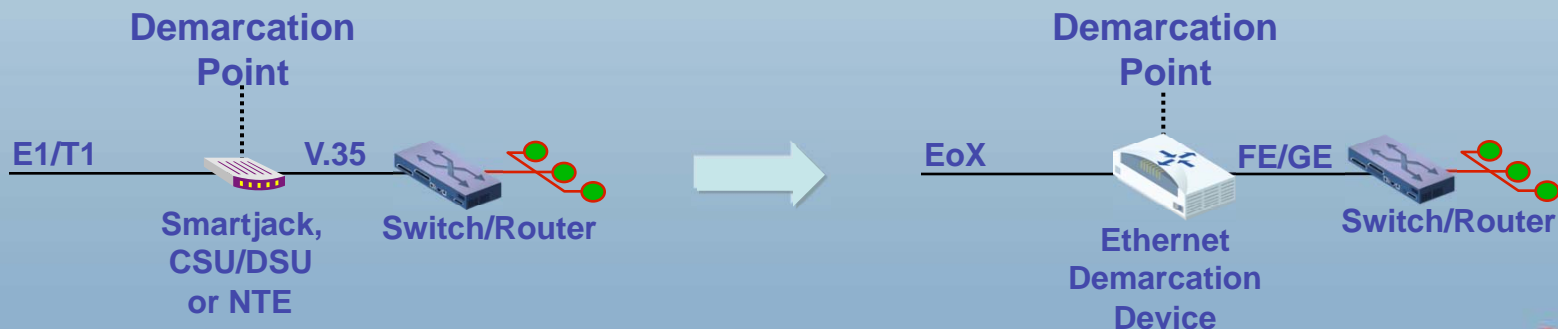 Demarcation
Point
E1/T1
V.35
Smartjack,
CSU/DSU
or NTE
Switch/Router
Demarcation
Point
EoX
FE/GE
Ethernet
Demarcation
Device
Switch/Router